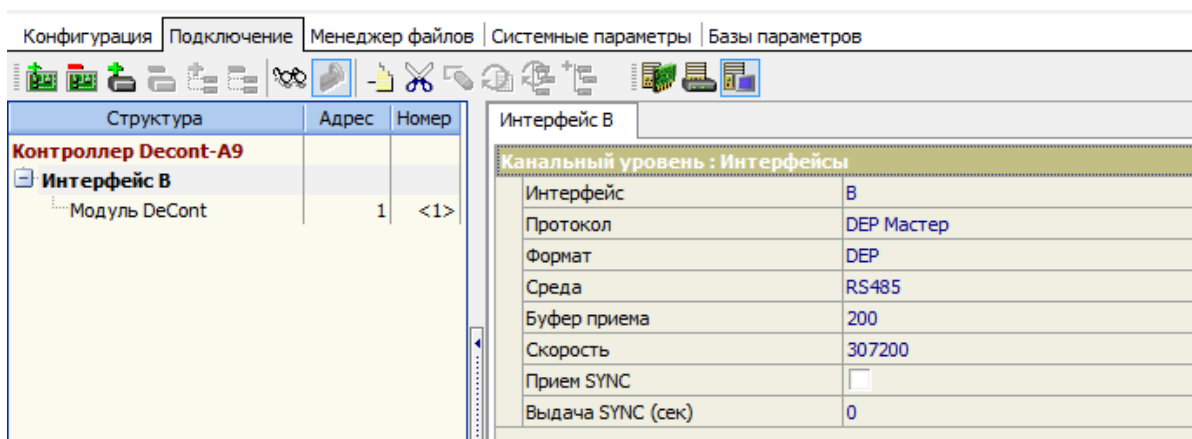 Конфигурация Подключение Менеджер файлов Системные параметры Базы параметров
Структура Адрес Номер
Контроллер Decont-A9
Интерфейс B
Модуль DeCont 1 <1>
Интерфейс B
Канальный уровень : Интерфейсы
Интерфейс B
Протокол DEP Мастер
Формат DEP
Среда RS485
Буфер приема 200
Скорость 307200
Прием SYNC
Выдача SYNC (сек) 0